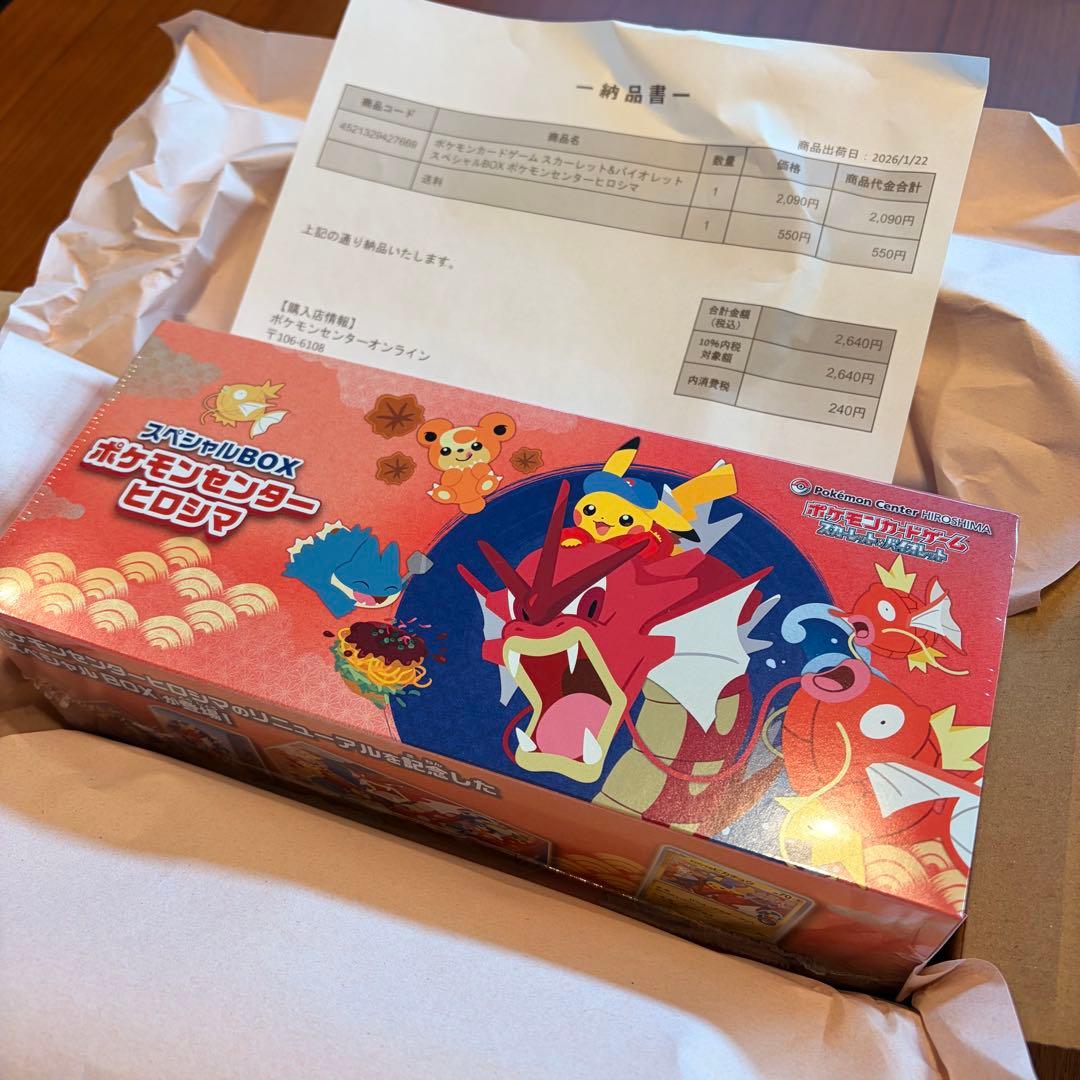 ー納品書ー
商品出荷日：2026/1/22
商品コード 商品名 数量 価格 商品代金合計
4521329427669 ポケモンカードゲーム スカーレット&バイオレット
スペシャルBOX ポケモンセンターヒロシマ 1 2,090円 2,090円
送料 1 550円 550円
上記の通り納品いたします。
合計金額
（税込） 2,640円
10%内税
対象額 2,640円
内消費税 240円
【購入店情報】
ポケモンセンターオンライン
〒106-6108
スペシャルBOX
ポケモンセンター
ヒロシマ
Pokémon Center HIROSHIMA
ポケモンカードゲーム
スカーレット&バイオレット
ポケモンセンターヒロシマのリニューアルを記念した
スペシャルBOXが登場！